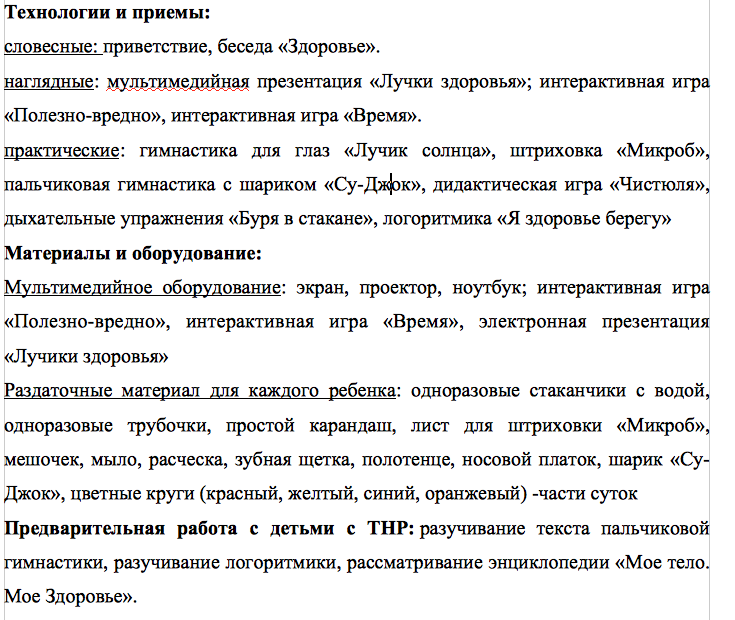 Технологии и приемы:
словесные: приветствие, беседа «Здоровье».
наглядные: мультимедийная презентация «Лучки здоровья»; интерактивная игра
«Полезно-вредно», интерактивная игра «Время».
практические: гимнастика для глаз «Лучик солнца», штриховка «Микроб»,
пальчиковая гимнастика с шариком «Су-Джок», дидактическая игра «Чистюля»,
дыхательные упражнения «Буря в стакане», логоритмика «Я здоровье берегу»
Материалы и оборудование:
Мультимедийное оборудование: экран, проектор, ноутбук; интерактивная игра
«Полезно-вредно», интерактивная игра «Время», электронная презентация
«Лучики здоровья»
Раздаточные материал для каждого ребенка: одноразовые стаканчики с водой,
одноразовые трубочки, простой карандаш, лист для штриховки «Микроб»,
мешочек, мыло, расческа, зубная щетка, полотенце, носовой платок, шарик «Су-
Джок», цветные круги (красный, желтый, синий, оранжевый) -части суток
Предварительная работа с детьми с ТНР: разучивание текста пальчиковой
гимнастики, разучивание логоритмики, рассматривание энциклопедии «Мое тело.
Мое Здоровье».